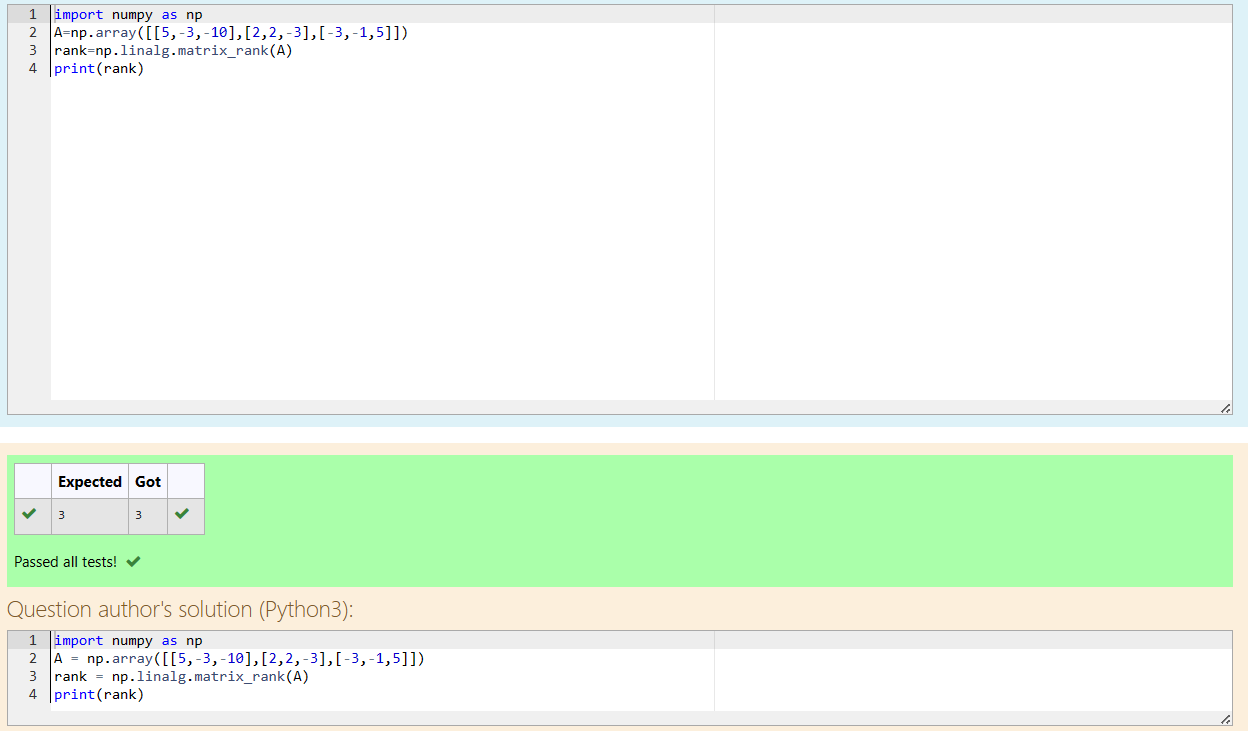 1 import numpy as np
2 A=np.array([[5,-3,-10],[2,2,-3],[-3,-1,5]])
3 rank=np.linalg.matrix_rank(A)
4 print(rank)
Expected Got
3 3
Passed all tests!
Question author's solution (Python3):
1 import numpy as np
2 A = np.array([[5,-3,-10],[2,2,-3],[-3,-1,5]])
3 rank = np.linalg.matrix_rank(A)
4 print(rank)